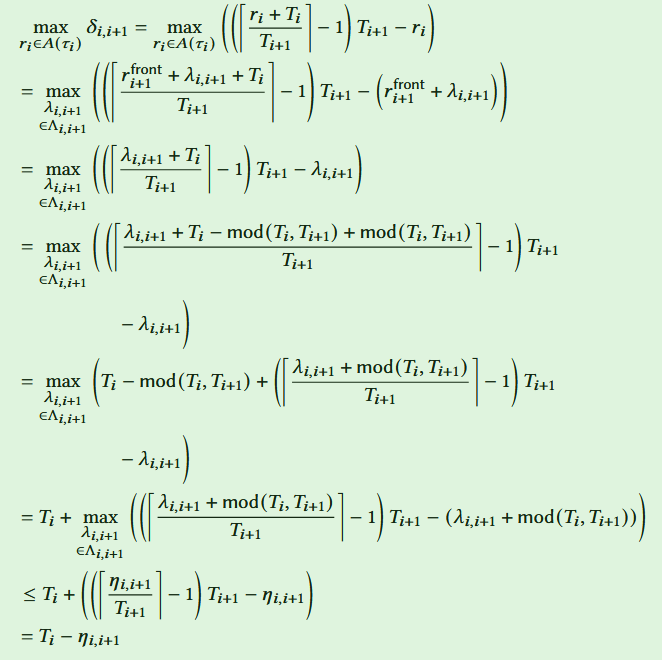 $\max_{r_i \in A(\tau_i)} \delta_{i,i+1} = \max_{r_i \in A(\tau_i)} \left( \left( \left\lceil \frac{r_i + T_i}{T_{i+1}} \right\rceil - 1 \right) T_{i+1} - r_i \right)$
$= \max_{\substack{\lambda_{i,i+1} \\ \in \Lambda_{i,i+1}}} \left( \left( \left\lceil \frac{r_{i+1}^{\text{front}} + \lambda_{i,i+1} + T_i}{T_{i+1}} \right\rceil - 1 \right) T_{i+1} - \left( r_{i+1}^{\text{front}} + \lambda_{i,i+1} \right) \right)$
$= \max_{\substack{\lambda_{i,i+1} \\ \in \Lambda_{i,i+1}}} \left( \left( \left\lceil \frac{\lambda_{i,i+1} + T_i}{T_{i+1}} \right\rceil - 1 \right) T_{i+1} - \lambda_{i,i+1} \right)$
$= \max_{\substack{\lambda_{i,i+1} \\ \in \Lambda_{i,i+1}}} \left( \left( \left\lceil \frac{\lambda_{i,i+1} + T_i - \text{mod}(T_i, T_{i+1}) + \text{mod}(T_i, T_{i+1})}{T_{i+1}} \right\rceil - 1 \right) T_{i+1} \right.$
$\left. - \lambda_{i,i+1} \right)$
$= \max_{\substack{\lambda_{i,i+1} \\ \in \Lambda_{i,i+1}}} \left( T_i - \text{mod}(T_i, T_{i+1}) + \left( \left\lceil \frac{\lambda_{i,i+1} + \text{mod}(T_i, T_{i+1})}{T_{i+1}} \right\rceil - 1 \right) T_{i+1} \right.$
$\left. - \lambda_{i,i+1} \right)$
$= T_i + \max_{\substack{\lambda_{i,i+1} \\ \in \Lambda_{i,i+1}}} \left( \left( \left\lceil \frac{\lambda_{i,i+1} + \text{mod}(T_i, T_{i+1})}{T_{i+1}} \right\rceil - 1 \right) T_{i+1} - (\lambda_{i,i+1} + \text{mod}(T_i, T_{i+1})) \right)$
$\leq T_i + \left( \left( \left\lceil \frac{\eta_{i,i+1}}{T_{i+1}} \right\rceil - 1 \right) T_{i+1} - \eta_{i,i+1} \right)$
$= T_i - \eta_{i,i+1}$